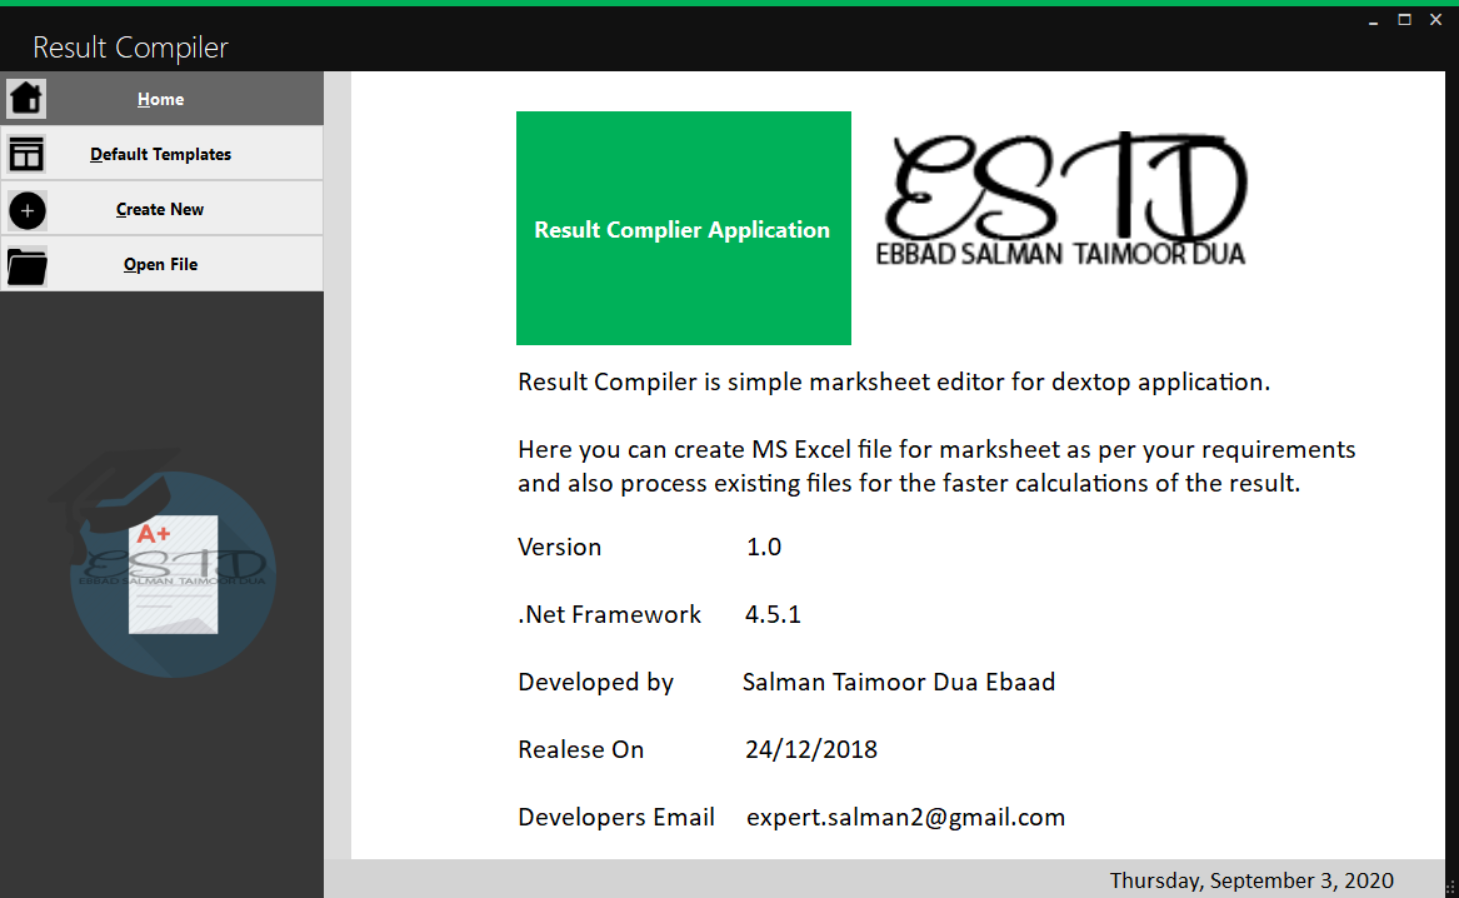 Result Compiler
Home
Default Templates
Create New
Open File
A+
ESTD
EBBAD SALMAN TAIMOOR DUA
Result Complier Application
ESTD
EBBAD SALMAN TAIMOOR DUA
Result Compiler is simple marksheet editor for dextop application.
Here you can create MS Excel file for marksheet as per your requirements
and also process existing files for the faster calculations of the result.
Version 1.0
.Net Framework 4.5.1
Developed by Salman Taimoor Dua Ebaad
Realese On 24/12/2018
Developers Email expert.salman2@gmail.com
Thursday, September 3, 2020